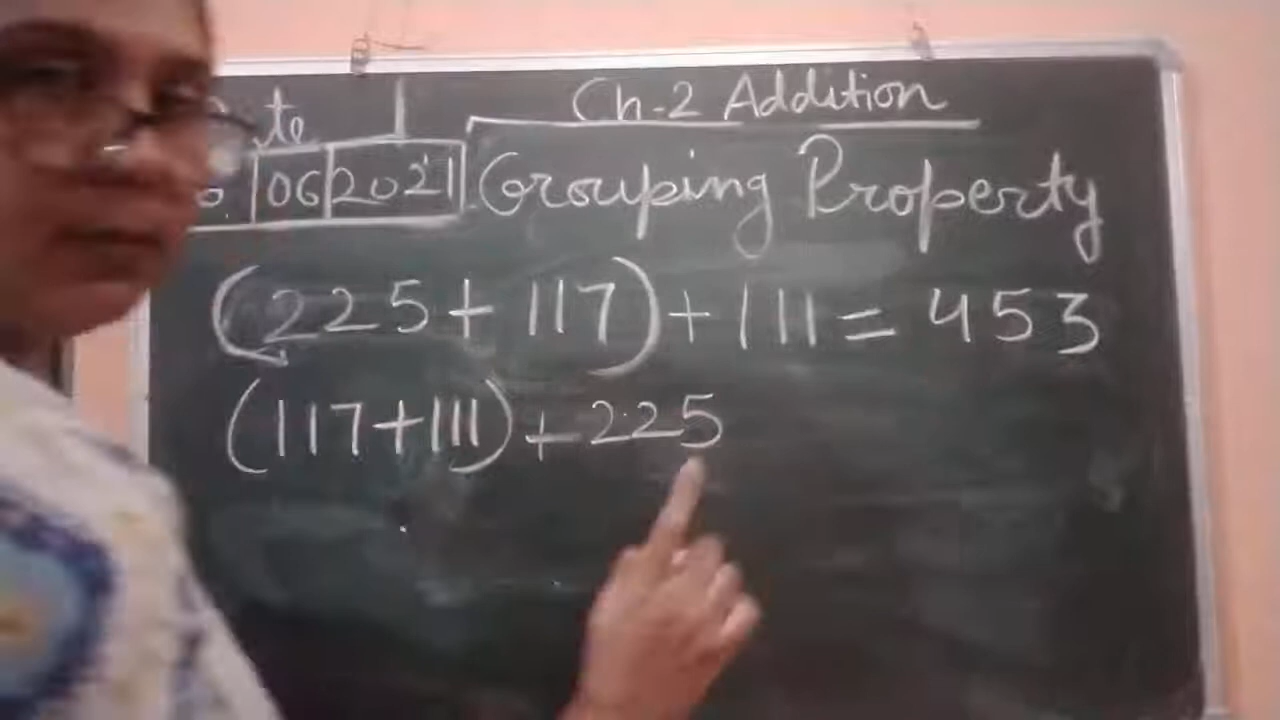 Ch-2 Addition
te
06 2021 Grouping Property
(225+117)+111=453
(117+111)+225